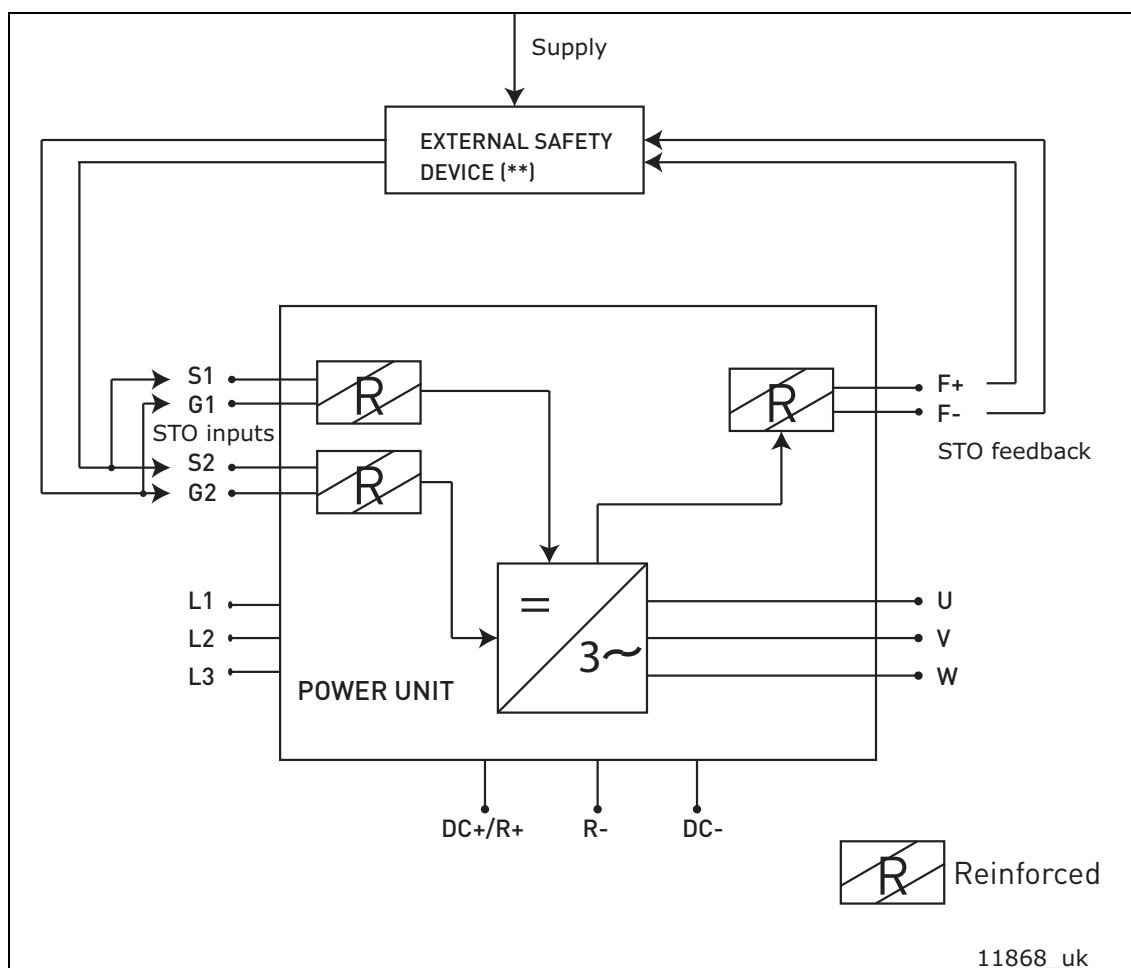 Supply
EXTERNAL SAFETY
DEVICE (**)
S1
G1
STO inputs
S2
G2
R
R
R
F+
F-
STO feedback
L1
L2
L3
=
3~
U
V
W
POWER UNIT
DC+/R+
R-
DC-
R
Reinforced
11868_uk